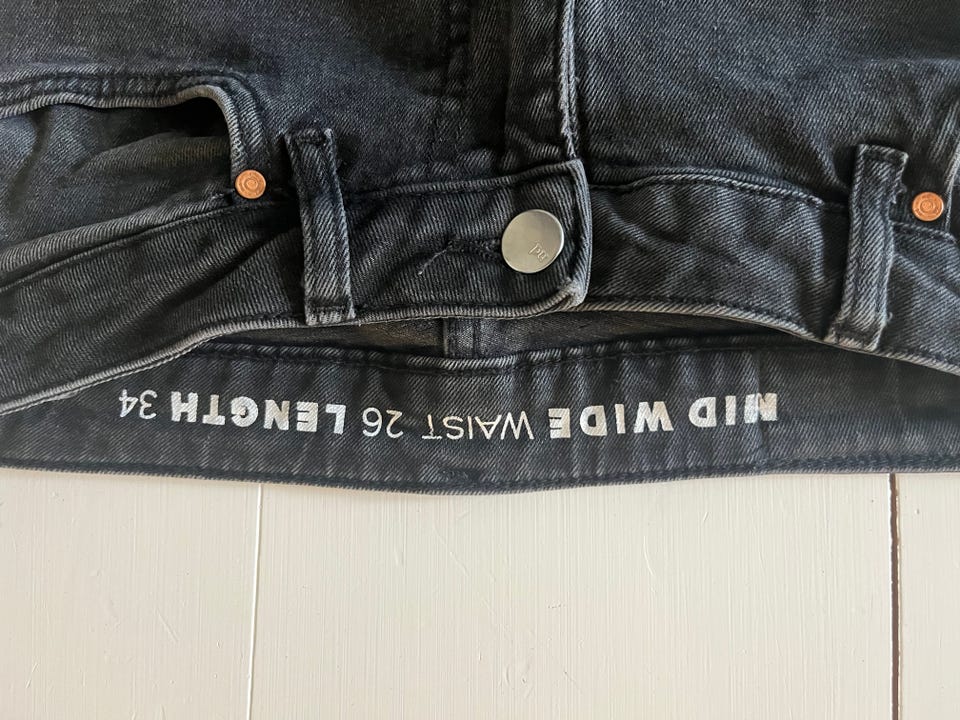 MID WIDE WAIST 26 LENGTH 34